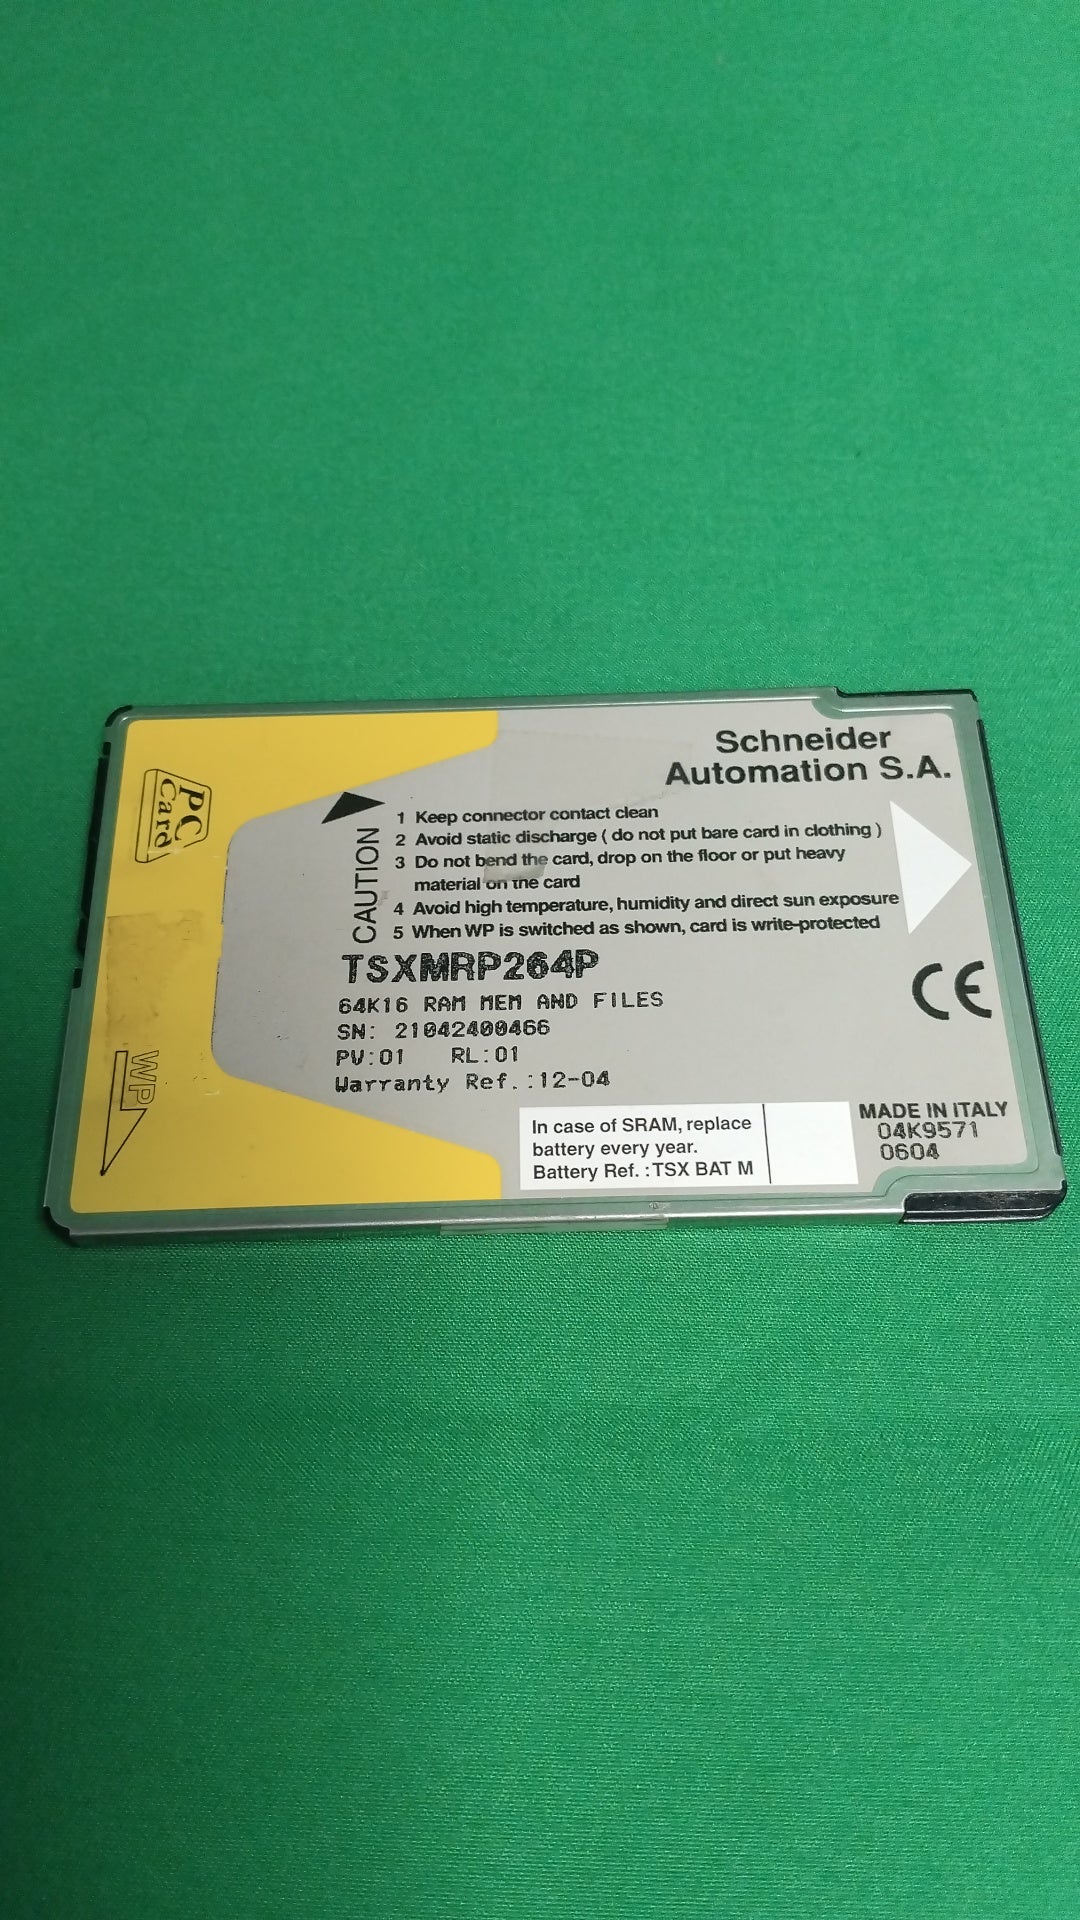 PC
Card
Schneider
Automation S.A.
CAUTION
1 Keep connector contact clean
2 Avoid static discharge ( do not put bare card in clothing )
3 Do not bend the card, drop on the floor or put heavy
material on the card
4 Avoid high temperature, humidity and direct sun exposure
5 When WP is switched as shown, card is write-protected
TSXMRP264P
64K16 RAM MEM AND FILES
SN: 21042400466
PV:01 RL:01
Warranty Ref.:12-04
CE
WP
In case of SRAM, replace
battery every year.
Battery Ref. : TSX BAT M
MADE IN ITALY
04K9571
0604